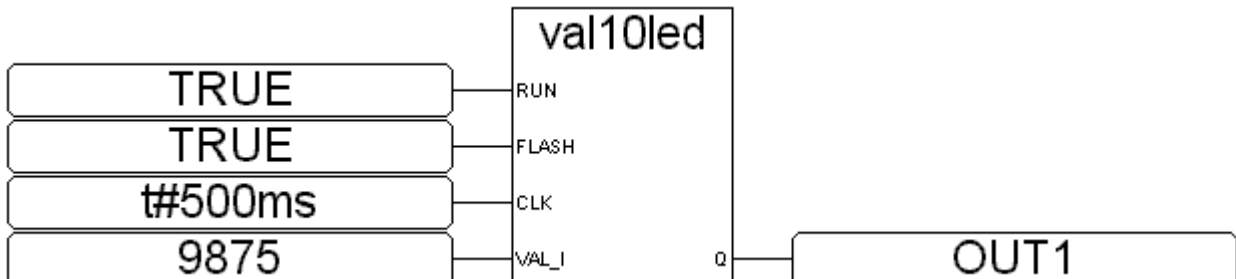 val10led
TRUE RUN
TRUE FLASH
t#500ms CLK
9875 VAL_I Q OUT1